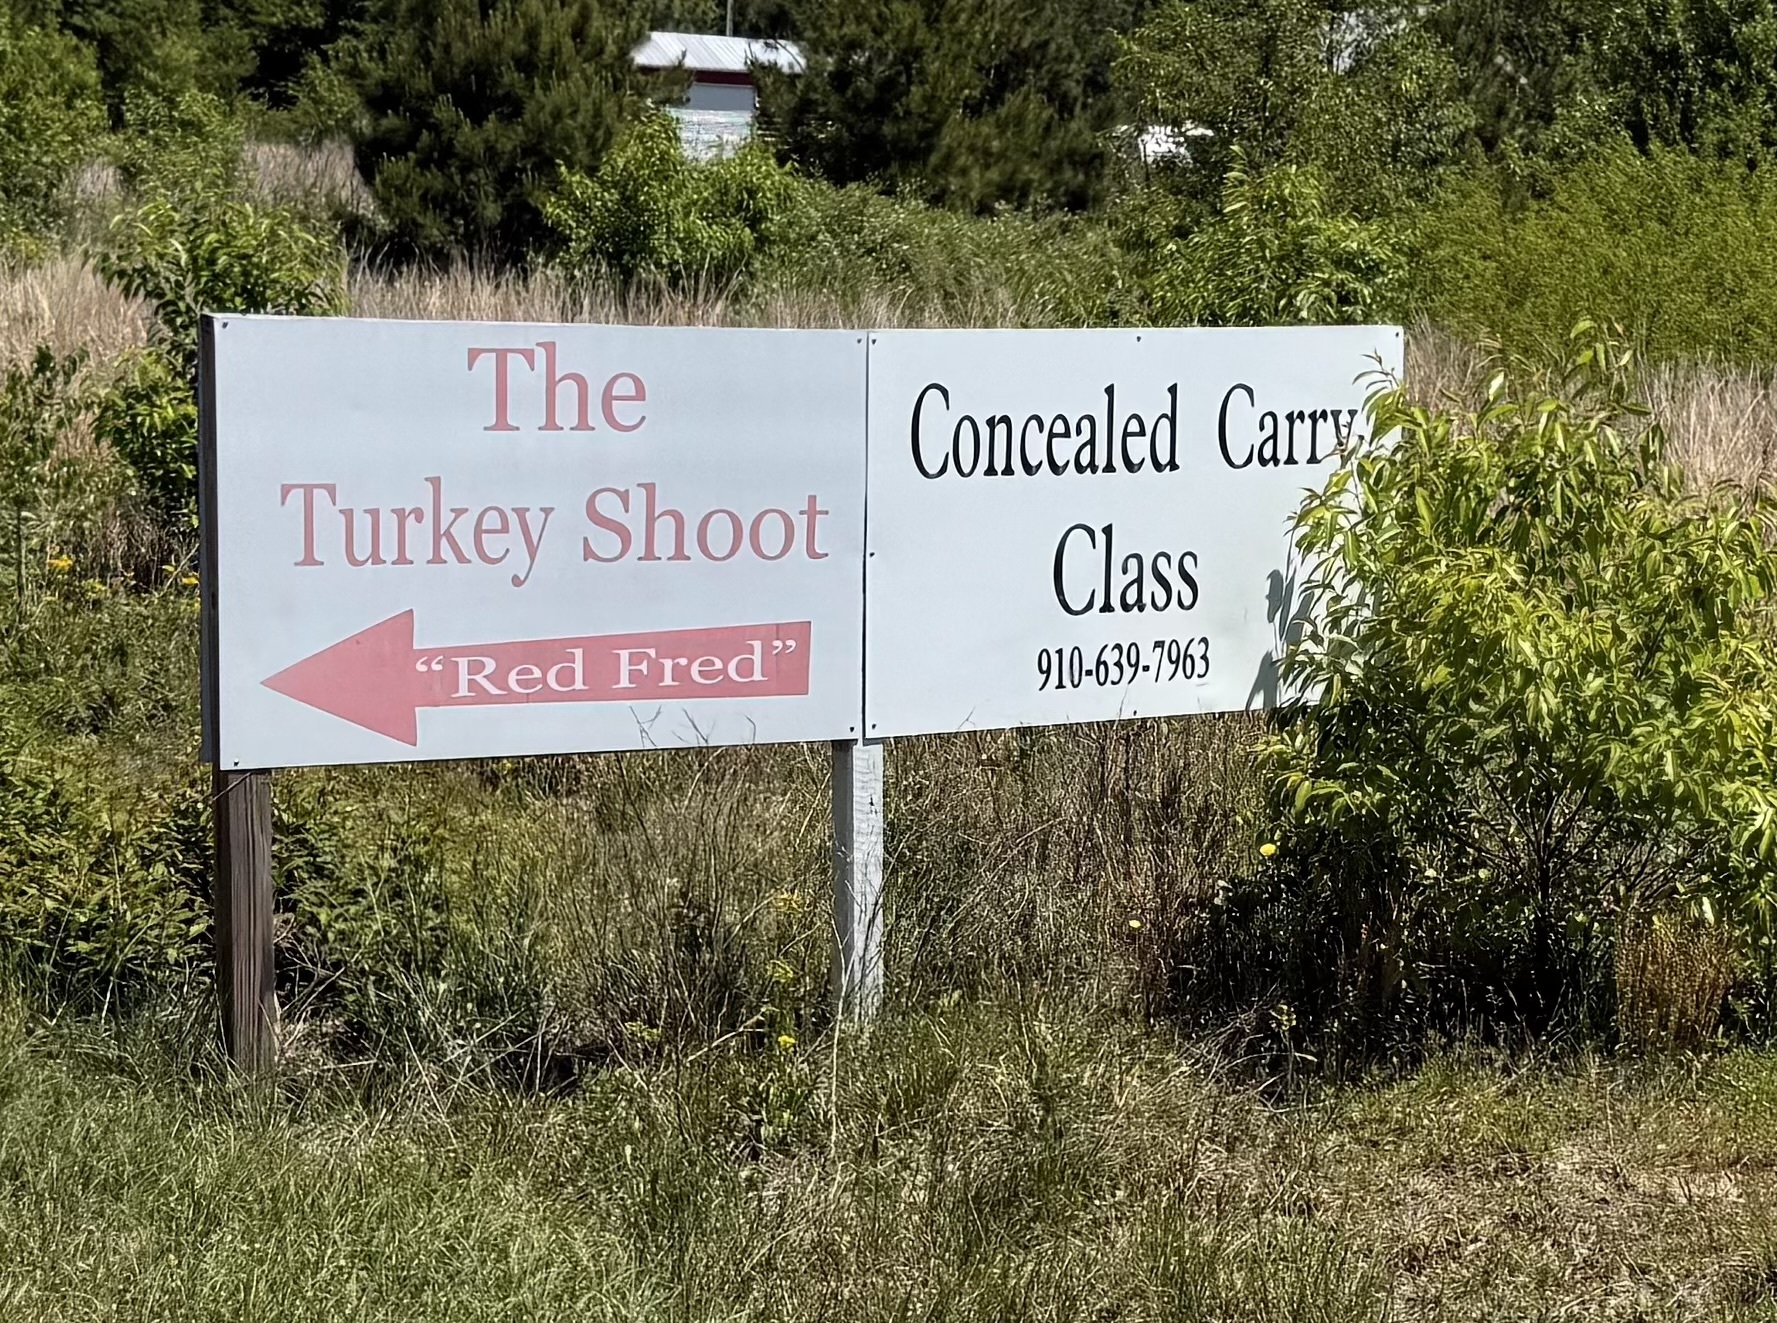 The
Turkey Shoot
“Red Fred”
Concealed Carry
Class
910-639-7963